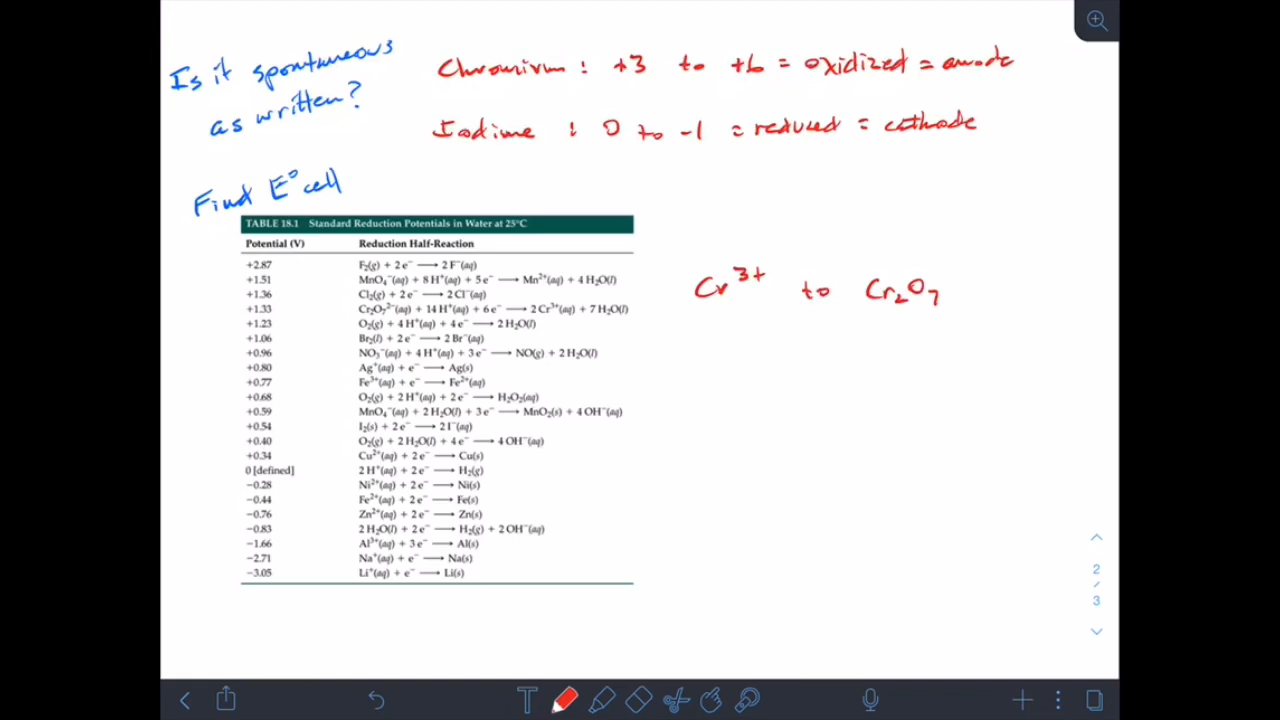 Is it spontaneous
as written?
Chromium : +3 to +6 = oxidized = anode
Iodine : 0 to -1 = reduced = cathode
Find E° cell
TABLE 18.1 Standard Reduction Potentials in Water at 25°C
Potential (V) Reduction Half-Reaction
+2.87 F₂(g) + 2 e⁻ ⟶ 2 F⁻(aq)
+1.51 MnO₄⁻(aq) + 8 H⁺(aq) + 5 e⁻ ⟶ Mn²⁺(aq) + 4 H₂O(l)
+1.36 Cl₂(g) + 2 e⁻ ⟶ 2 Cl⁻(aq)
+1.33 Cr₂O₇²⁻(aq) + 14 H⁺(aq) + 6 e⁻ ⟶ 2 Cr³⁺(aq) + 7 H₂O(l)
+1.23 O₂(g) + 4 H⁺(aq) + 4 e⁻ ⟶ 2 H₂O(l)
+1.06 Br₂(l) + 2 e⁻ ⟶ 2 Br⁻(aq)
+0.96 NO₃⁻(aq) + 4 H⁺(aq) + 3 e⁻ ⟶ NO(g) + 2 H₂O(l)
+0.80 Ag⁺(aq) + e⁻ ⟶ Ag(s)
+0.77 Fe³⁺(aq) + e⁻ ⟶ Fe²⁺(aq)
+0.68 O₂(g) + 2 H⁺(aq) + 2 e⁻ ⟶ H₂O₂(aq)
+0.59 MnO₄⁻(aq) + 2 H₂O(l) + 3 e⁻ ⟶ MnO₂(s) + 4 OH⁻(aq)
+0.54 I₂(s) + 2 e⁻ ⟶ 2 I⁻(aq)
+0.40 O₂(g) + 2 H₂O(l) + 4 e⁻ ⟶ 4 OH⁻(aq)
+0.34 Cu²⁺(aq) + 2 e⁻ ⟶ Cu(s)
0 [defined] 2 H⁺(aq) + 2 e⁻ ⟶ H₂(g)
−0.28 Ni²⁺(aq) + 2 e⁻ ⟶ Ni(s)
−0.44 Fe²⁺(aq) + 2 e⁻ ⟶ Fe(s)
−0.76 Zn²⁺(aq) + 2 e⁻ ⟶ Zn(s)
−0.83 2 H₂O(l) + 2 e⁻ ⟶ H₂(g) + 2 OH⁻(aq)
−1.66 Al³⁺(aq) + 3 e⁻ ⟶ Al(s)
−2.71 Na⁺(aq) + e⁻ ⟶ Na(s)
−3.05 Li⁺(aq) + e⁻ ⟶ Li(s)
Cr³⁺ to Cr₂O₇
2
/
3
T